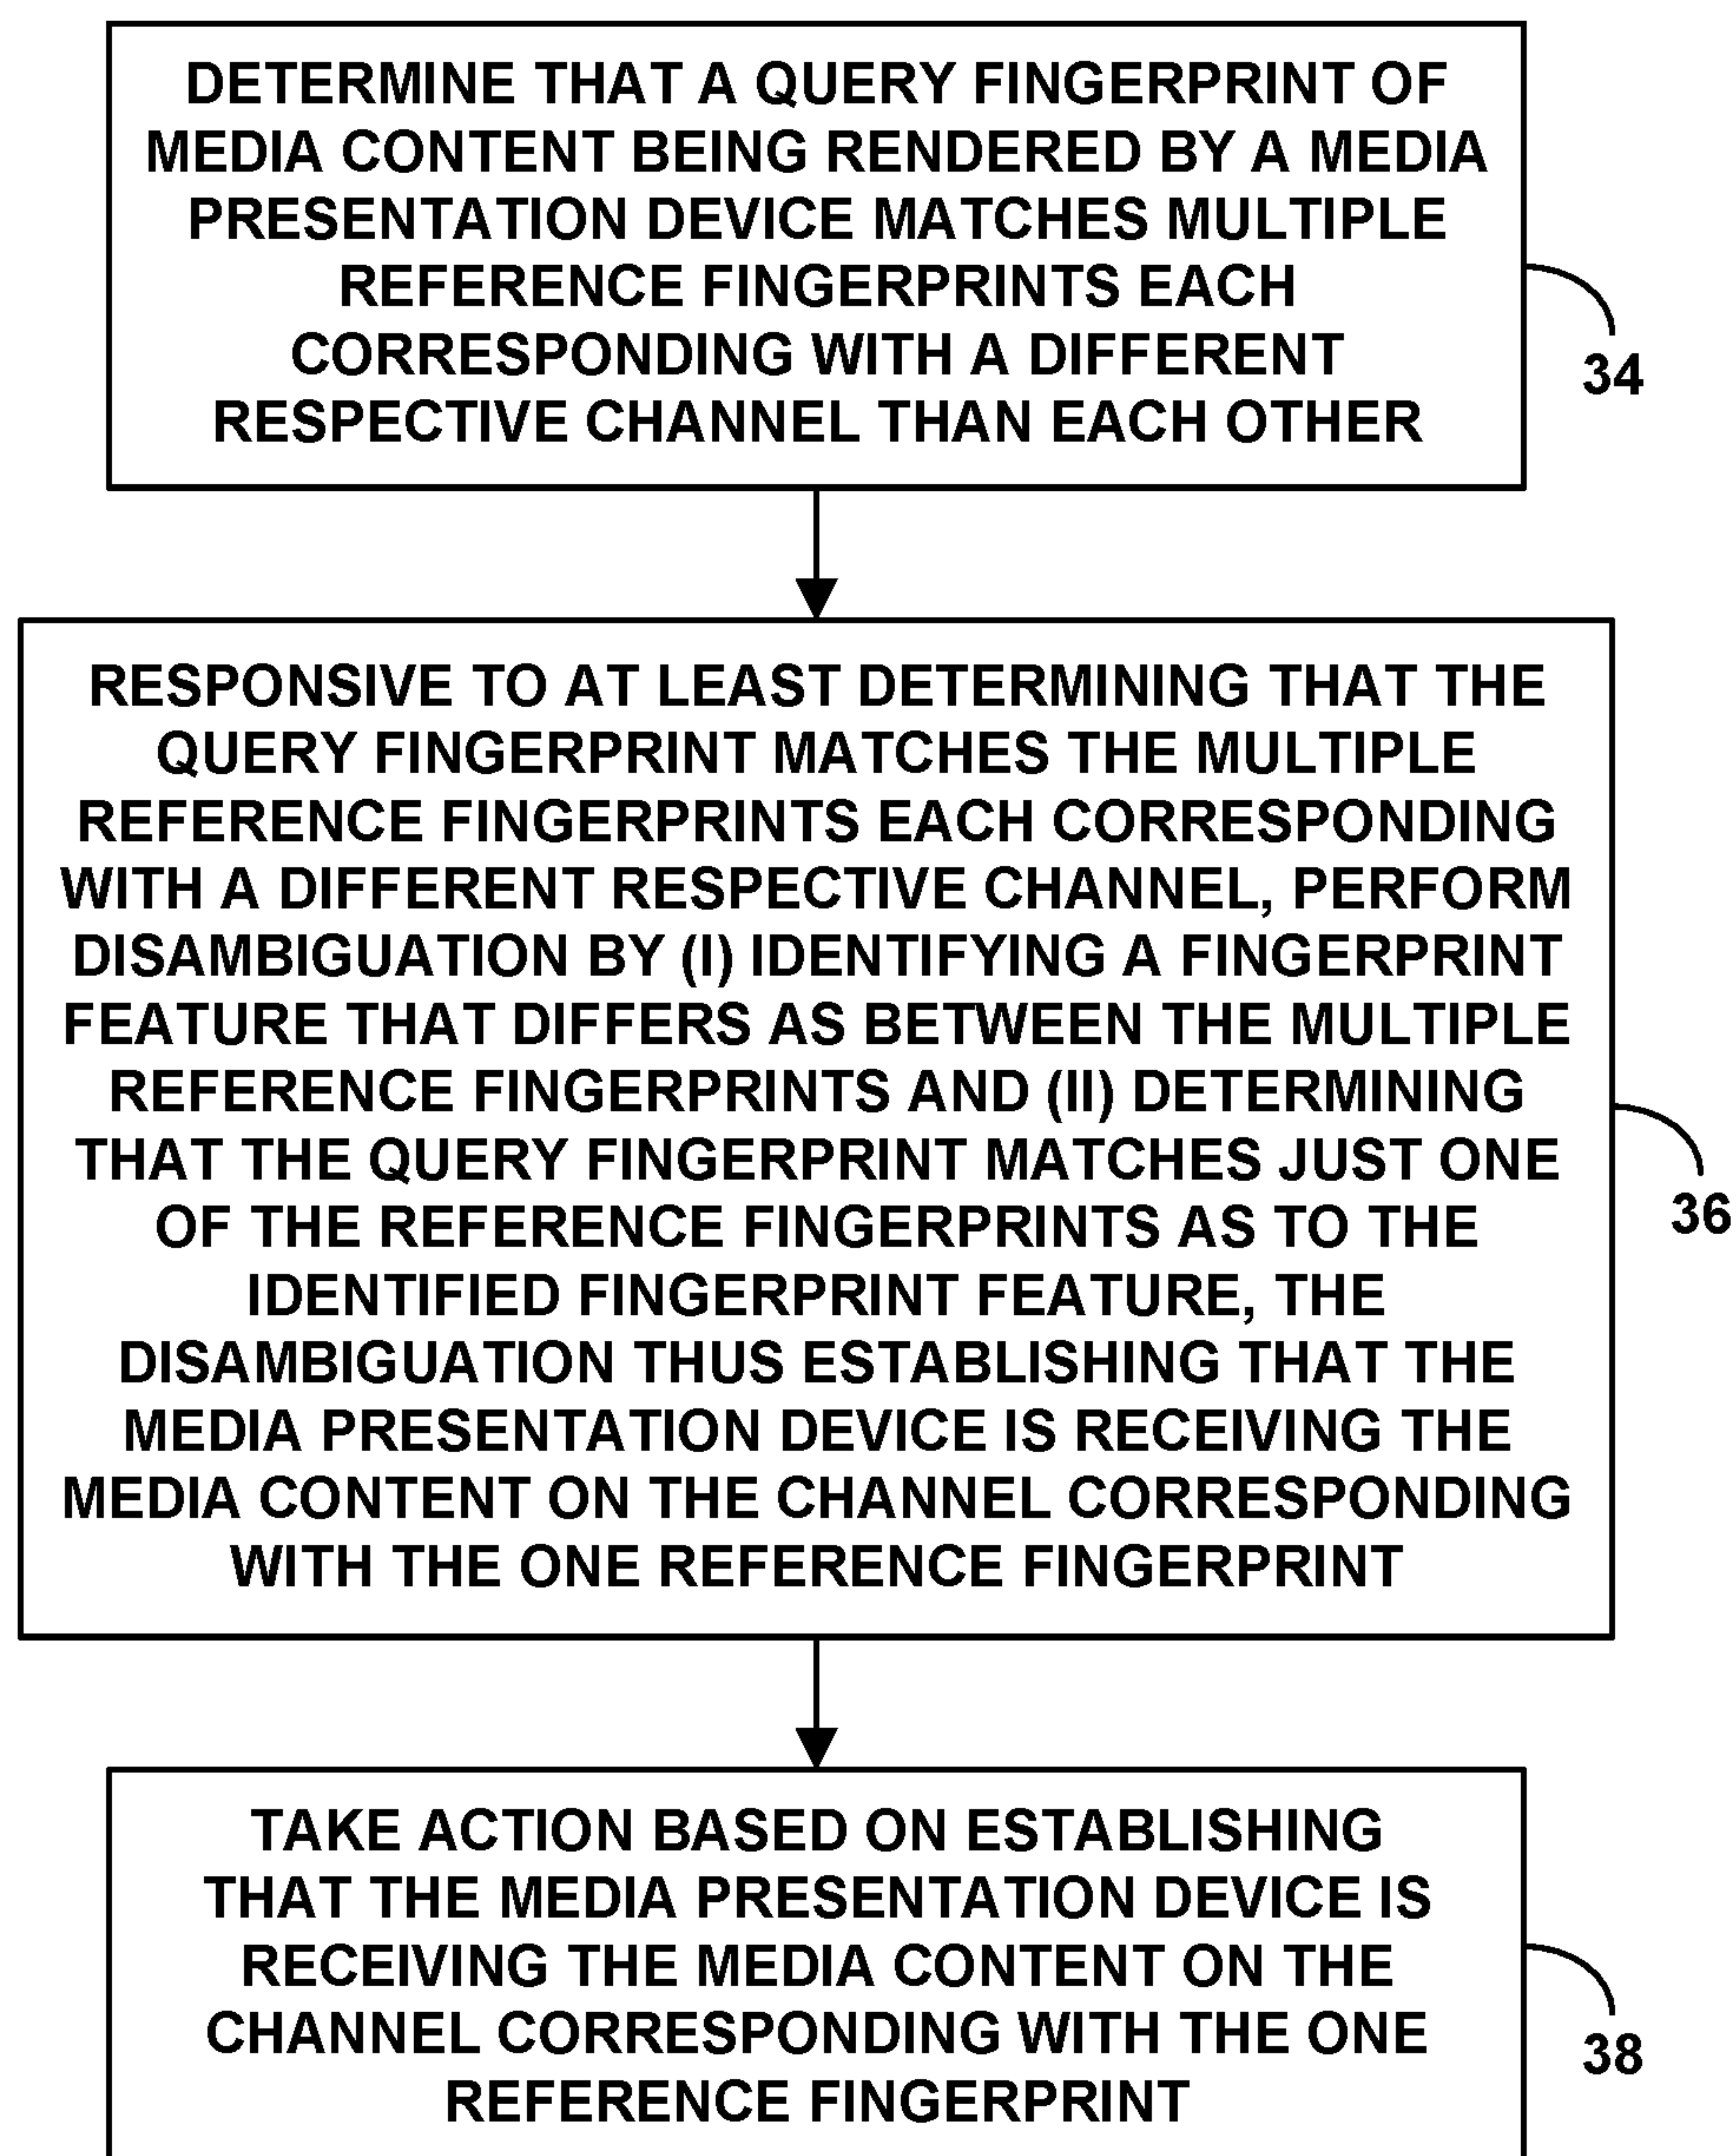 DETERMINE THAT A QUERY FINGERPRINT OF
MEDIA CONTENT BEING RENDERED BY A MEDIA
PRESENTATION DEVICE MATCHES MULTIPLE
REFERENCE FINGERPRINTS EACH
CORRESPONDING WITH A DIFFERENT
RESPECTIVE CHANNEL THAN EACH OTHER
34
RESPONSIVE TO AT LEAST DETERMINING THAT THE
QUERY FINGERPRINT MATCHES THE MULTIPLE
REFERENCE FINGERPRINTS EACH CORRESPONDING
WITH A DIFFERENT RESPECTIVE CHANNEL, PERFORM
DISAMBIGUATION BY (I) IDENTIFYING A FINGERPRINT
FEATURE THAT DIFFERS AS BETWEEN THE MULTIPLE
REFERENCE FINGERPRINTS AND (II) DETERMINING
THAT THE QUERY FINGERPRINT MATCHES JUST ONE
OF THE REFERENCE FINGERPRINTS AS TO THE
IDENTIFIED FINGERPRINT FEATURE, THE
DISAMBIGUATION THUS ESTABLISHING THAT THE
MEDIA PRESENTATION DEVICE IS RECEIVING THE
MEDIA CONTENT ON THE CHANNEL CORRESPONDING
WITH THE ONE REFERENCE FINGERPRINT
36
TAKE ACTION BASED ON ESTABLISHING
THAT THE MEDIA PRESENTATION DEVICE IS
RECEIVING THE MEDIA CONTENT ON THE
CHANNEL CORRESPONDING WITH THE ONE
REFERENCE FINGERPRINT
38